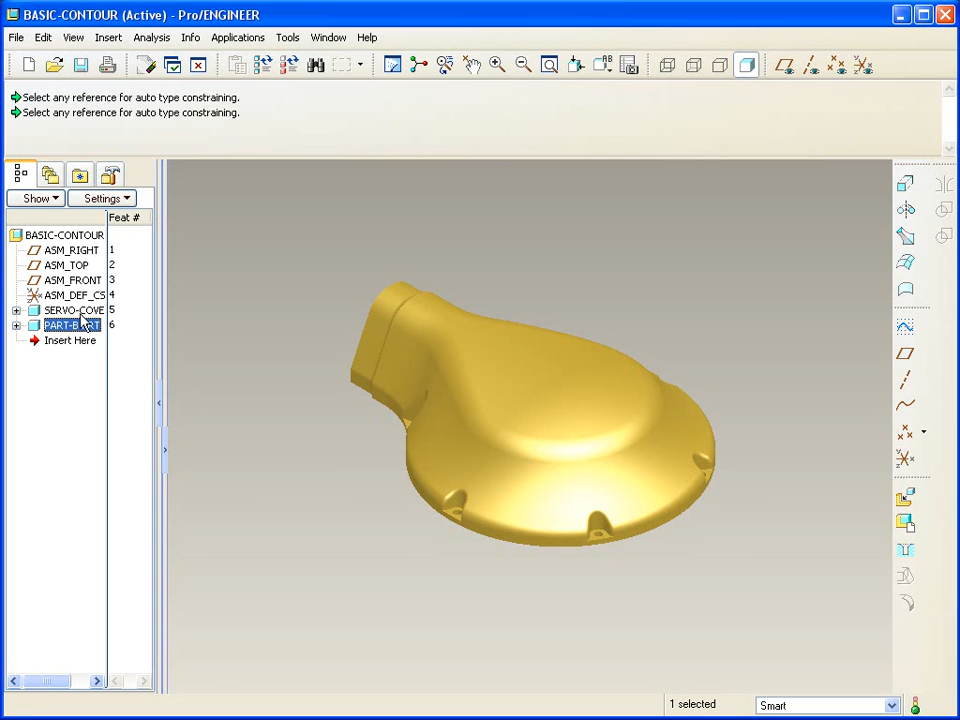 BASIC-CONTOUR (Active) - Pro/ENGINEER
File Edit View Insert Analysis Info Applications Tools Window Help
Select any reference for auto type constraining.
Select any reference for auto type constraining.
Show Settings
Feat #
BASIC-CONTOUR
ASM_RIGHT 1
ASM_TOP 2
ASM_FRONT 3
ASM_DEF_CS 4
SERVO-COVE 5
6
Insert Here
1 selected Smart